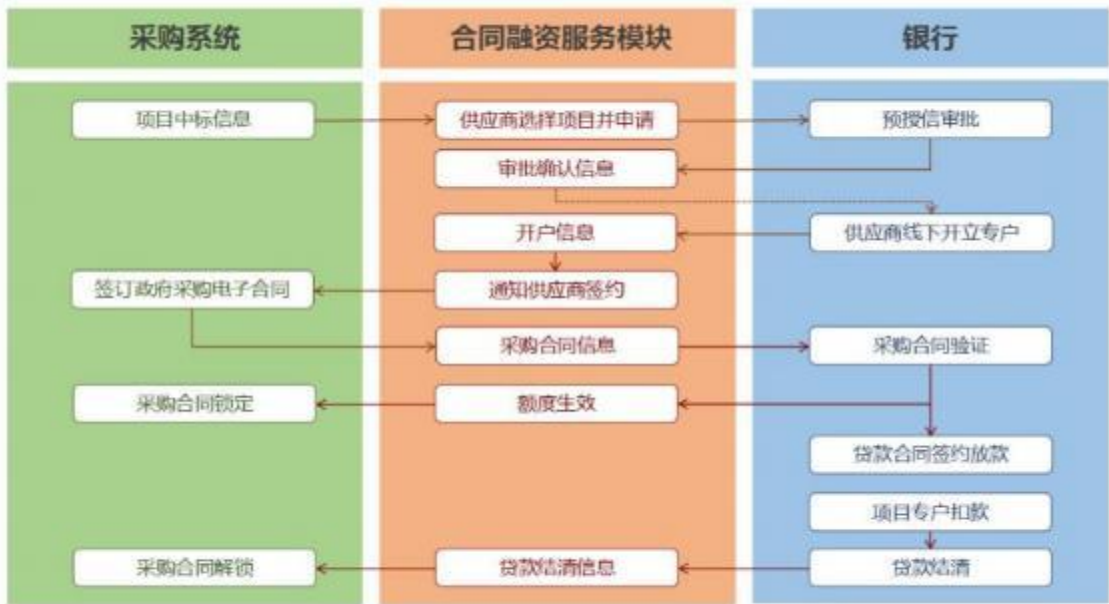 采购系统
合同融资服务模块
银行
项目中标信息
供应商选择项目并申请
预授信审批
审批确认信息
开户信息
供应商线下开立专户
签订政府采购电子合同
通知供应商签约
采购合同信息
采购合同验证
采购合同锁定
额度生效
贷款合同签约放款
项目专户扣款
采购合同解锁
贷款结清信息
贷款结清